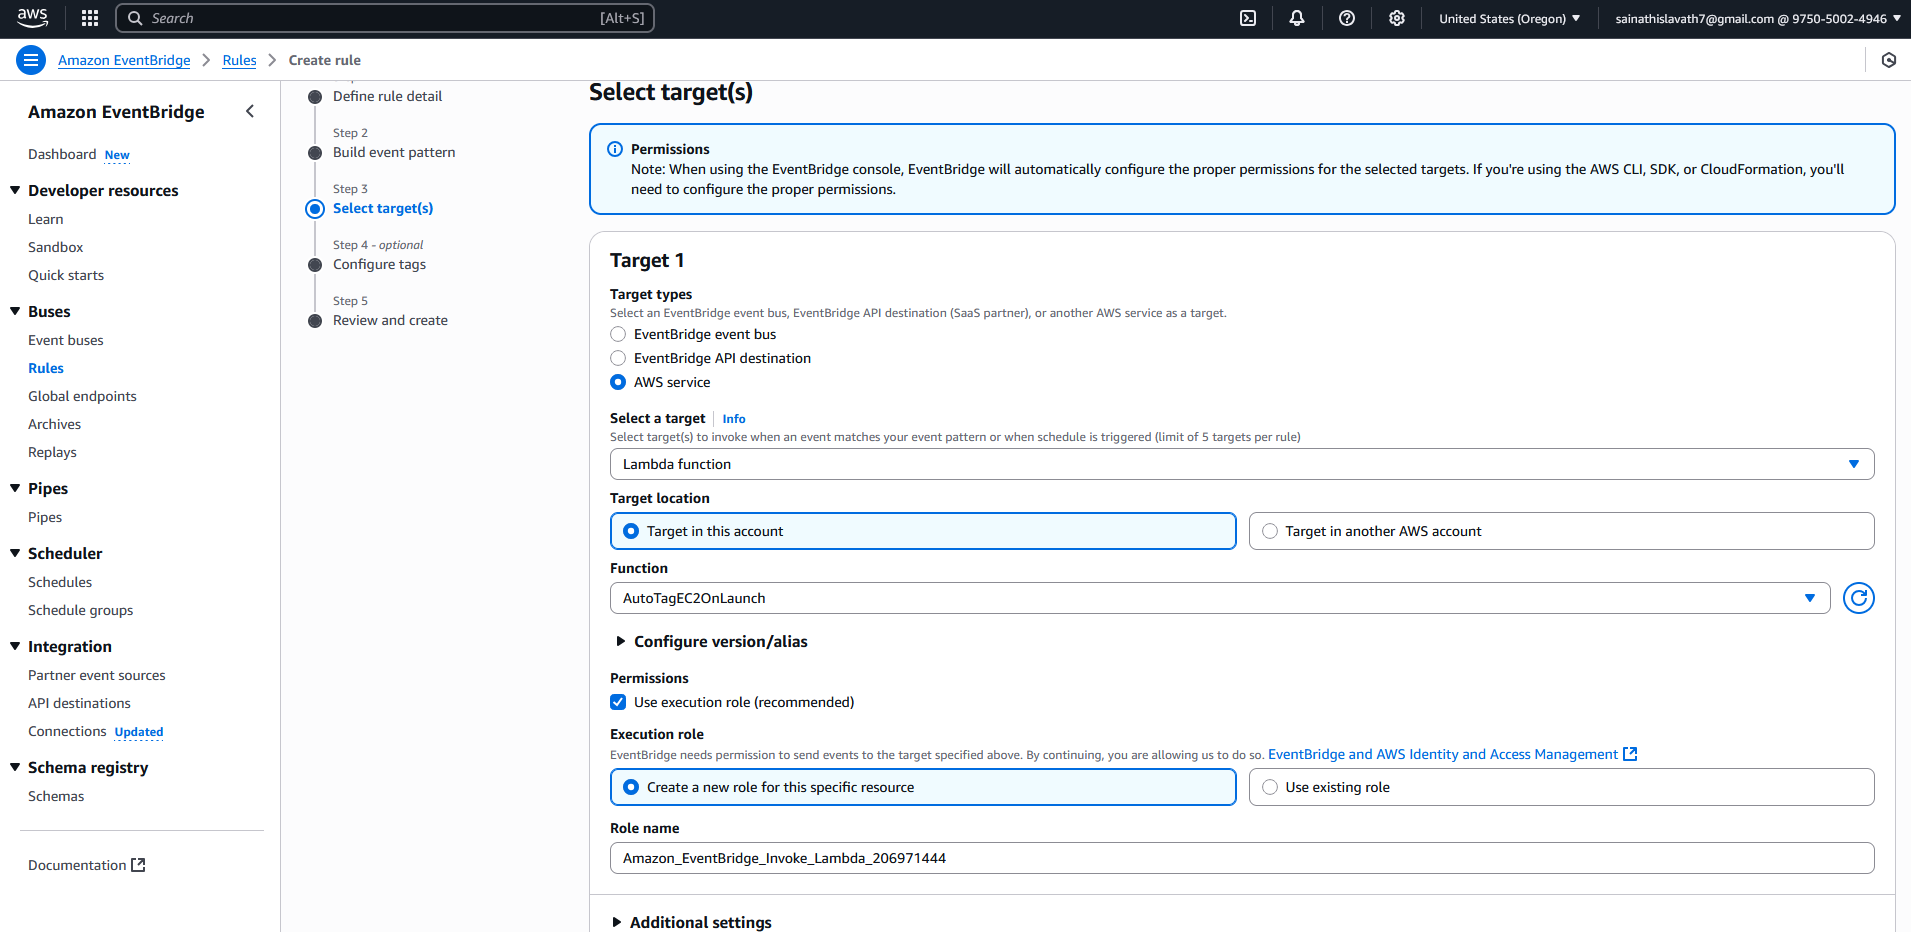 aws
Search [Alt+S]
United States (Oregon)
sainathislavath7@gmail.com @ 9750-5002-4946
Amazon EventBridge
Rules
Create rule
Amazon EventBridge
Dashboard New
Developer resources
Learn
Sandbox
Quick starts
Buses
Event buses
Rules
Global endpoints
Archives
Replays
Pipes
Pipes
Scheduler
Schedules
Schedule groups
Integration
Partner event sources
API destinations
Connections Updated
Schema registry
Schemas
Documentation
Define rule detail
Step 2
Build event pattern
Step 3
Select target(s)
Step 4 - optional
Configure tags
Step 5
Review and create
Select target(s)
Permissions
Note: When using the EventBridge console, EventBridge will automatically configure the proper permissions for the selected targets. If you're using the AWS CLI, SDK, or CloudFormation, you'll
need to configure the proper permissions.
Target 1
Target types
Select an EventBridge event bus, EventBridge API destination (SaaS partner), or another AWS service as a target.
EventBridge event bus
EventBridge API destination
AWS service
Select a target Info
Select target(s) to invoke when an event matches your event pattern or when schedule is triggered (limit of 5 targets per rule)
Lambda function
Target location
Target in this account
Target in another AWS account
Function
AutoTagEC2OnLaunch
Configure version/alias
Permissions
Use execution role (recommended)
Execution role
EventBridge needs permission to send events to the target specified above. By continuing, you are allowing us to do so. EventBridge and AWS Identity and Access Management
Create a new role for this specific resource
Use existing role
Role name
Amazon_EventBridge_Invoke_Lambda_206971444
Additional settings